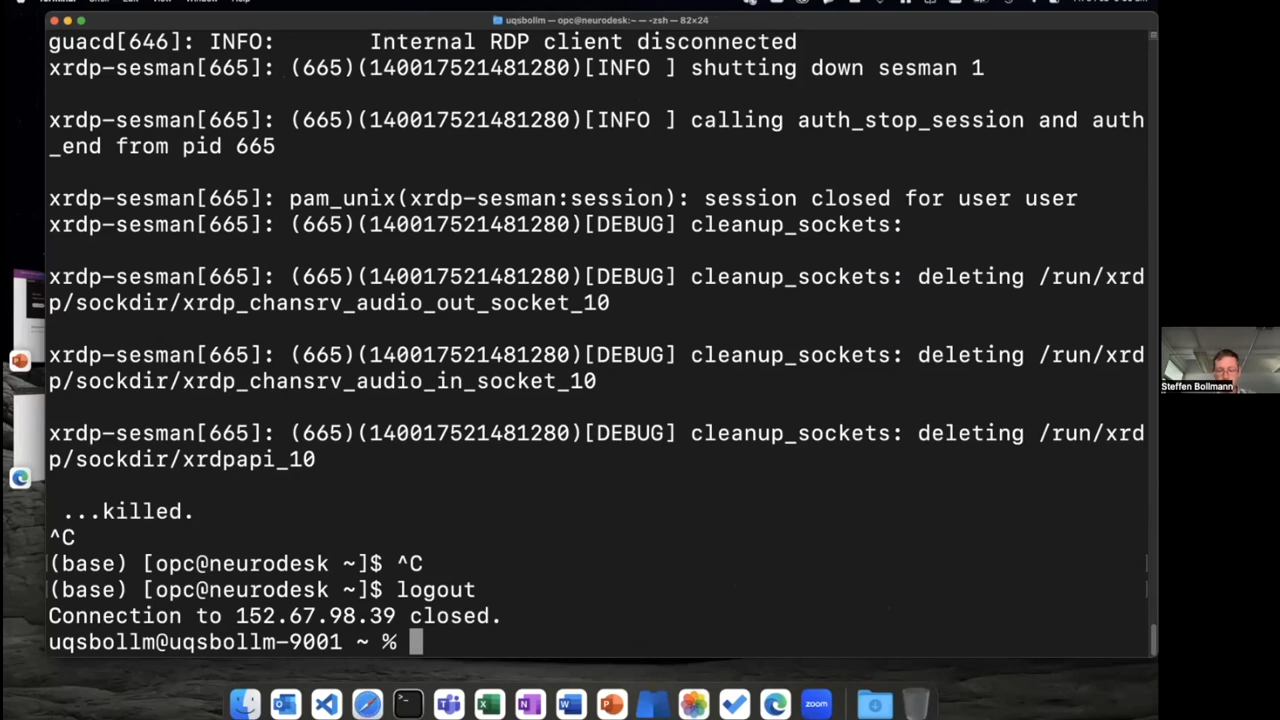 uqsbollm — opc@neurodesk:~ — -zsh — 82×24
guacd[646]: INFO:      Internal RDP client disconnected
xrdp-sesman[665]: (665)(140017521481280)[INFO ] shutting down sesman 1
xrdp-sesman[665]: (665)(140017521481280)[INFO ] calling auth_stop_session and auth
_end from pid 665
xrdp-sesman[665]: pam_unix(xrdp-sesman:session): session closed for user user
xrdp-sesman[665]: (665)(140017521481280)[DEBUG] cleanup_sockets:
xrdp-sesman[665]: (665)(140017521481280)[DEBUG] cleanup_sockets: deleting /run/xrd
p/sockdir/xrdp_chansrv_audio_out_socket_10
xrdp-sesman[665]: (665)(140017521481280)[DEBUG] cleanup_sockets: deleting /run/xrd
p/sockdir/xrdp_chansrv_audio_in_socket_10
xrdp-sesman[665]: (665)(140017521481280)[DEBUG] cleanup_sockets: deleting /run/xrd
p/sockdir/xrdpapi_10
...killed.
^C
(base) [opc@neurodesk ~]$ ^C
(base) [opc@neurodesk ~]$ logout
Connection to 152.67.98.39 closed.
uqsbollm@uqsbollm-9001 ~ %
Steffen Bollmann
zoom